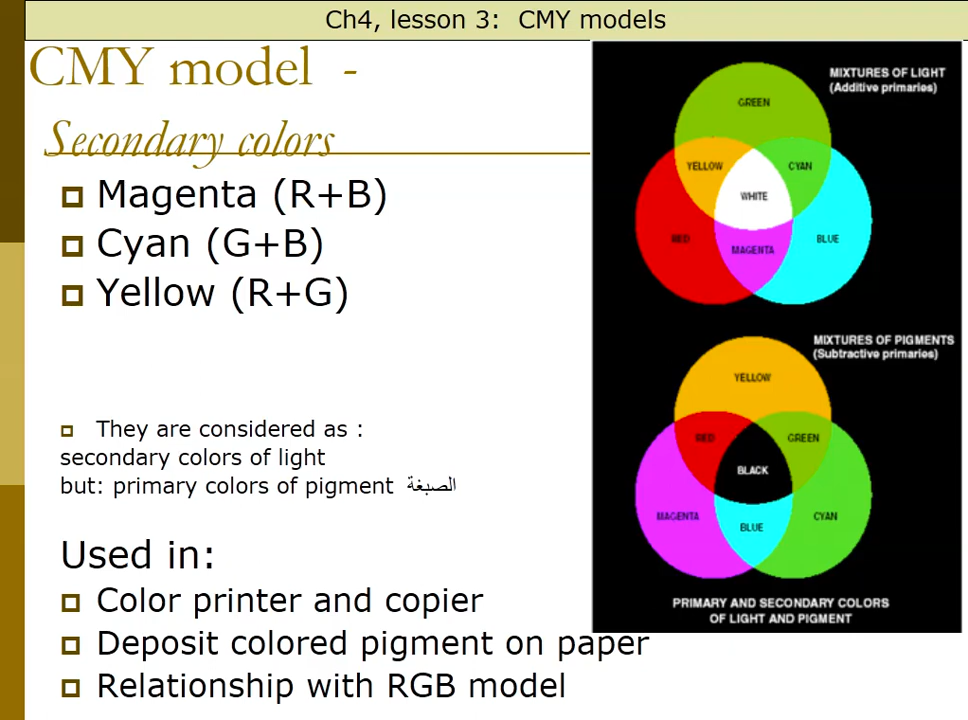 Ch4, lesson 3: CMY models
CMY model -
Secondary colors
Magenta (R+B)
Cyan (G+B)
Yellow (R+G)
They are considered as :
secondary colors of light
but: primary colors of pigment الصبغة
Used in:
Color printer and copier
Deposit colored pigment on paper
Relationship with RGB model
MIXTURES OF LIGHT
(Additive primaries)
GREEN
YELLOW
CYAN
WHITE
RED
BLUE
MAGENTA
MIXTURES OF PIGMENTS
(Subtractive primaries)
YELLOW
RED
GREEN
BLACK
MAGENTA
CYAN
BLUE
PRIMARY AND SECONDARY COLORS
OF LIGHT AND PIGMENT